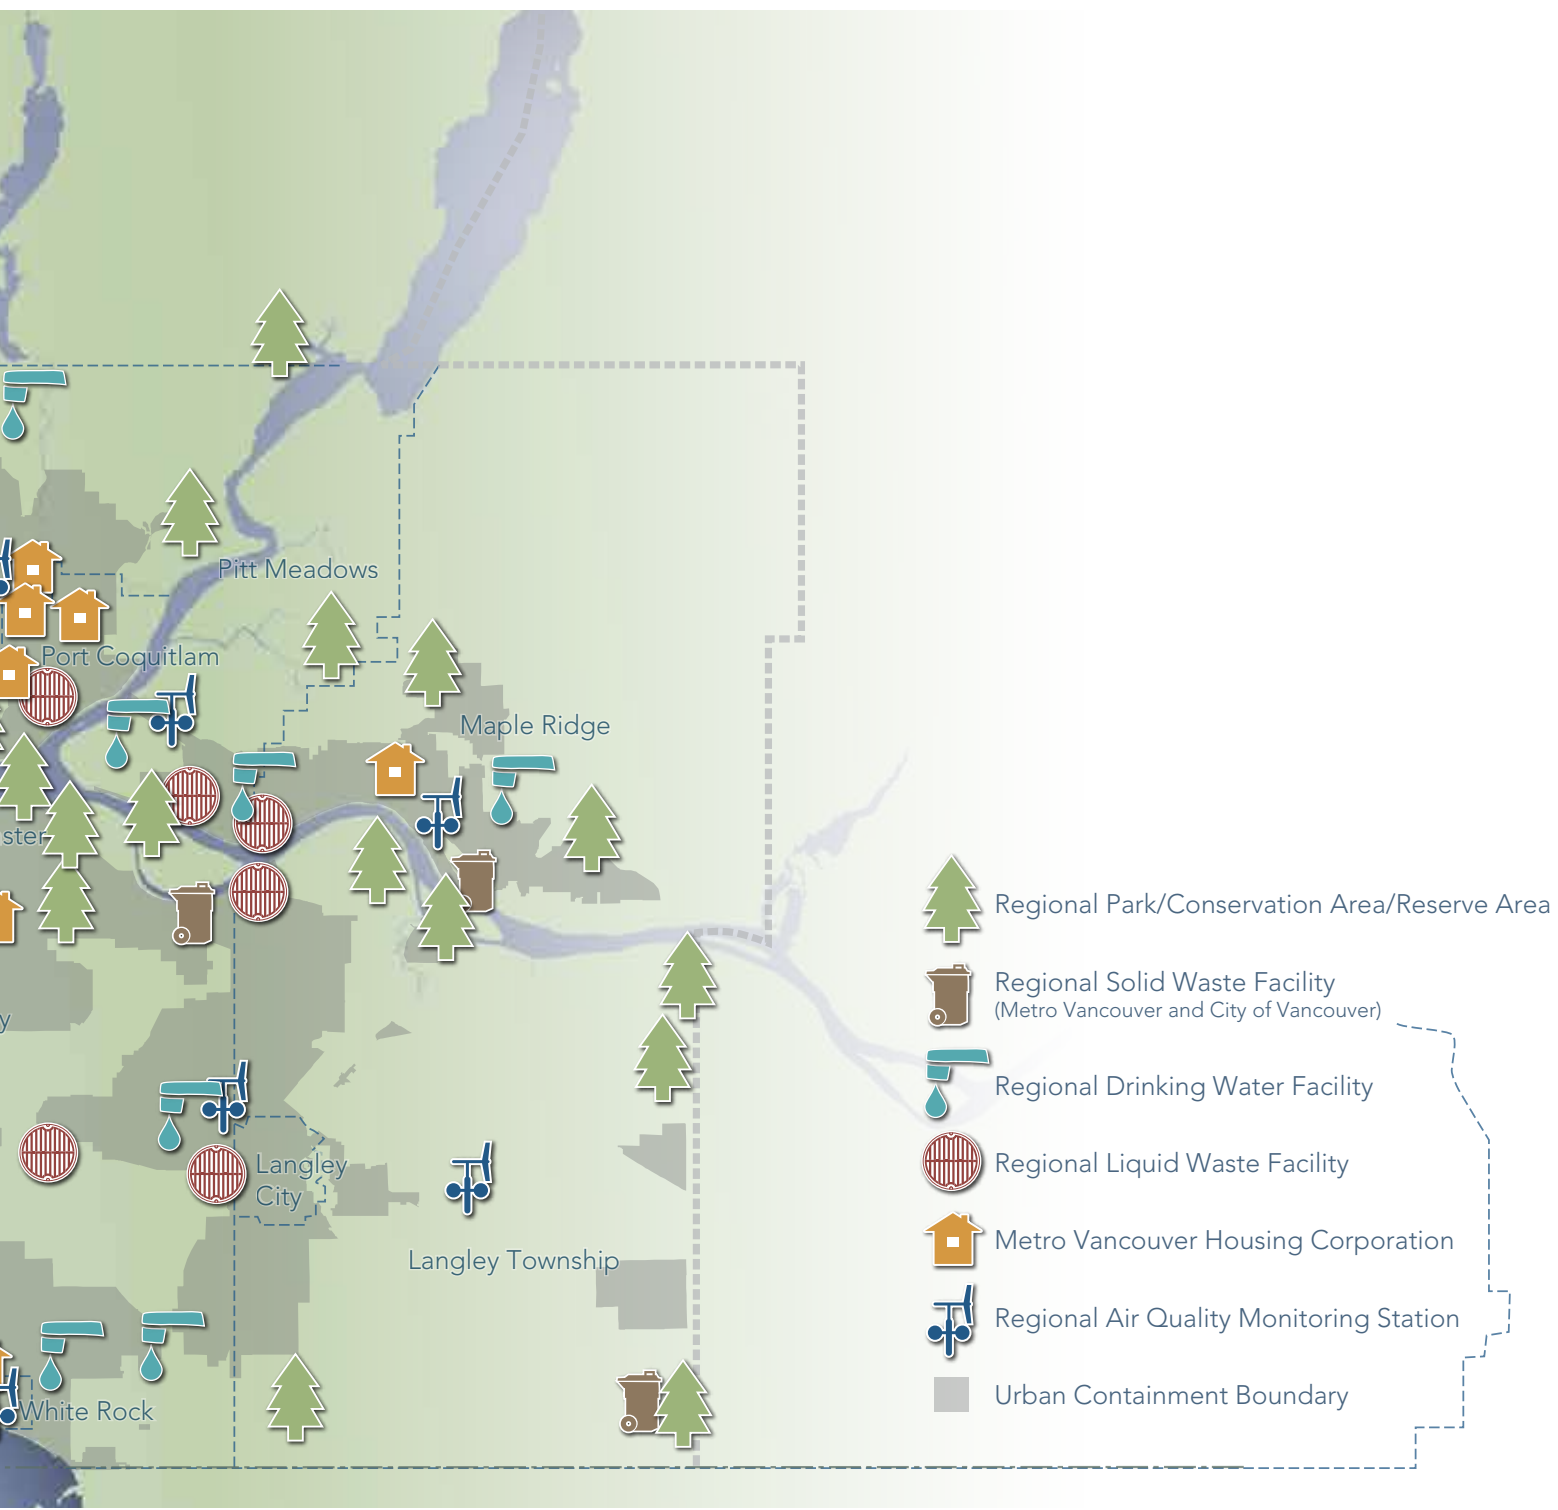 Pitt Meadows
Port Coquitlam
Maple Ridge
ster
y
Langley
City
Langley Township
White Rock
Regional Park/Conservation Area/Reserve Area
Regional Solid Waste Facility
(Metro Vancouver and City of Vancouver)
Regional Drinking Water Facility
Regional Liquid Waste Facility
Metro Vancouver Housing Corporation
Regional Air Quality Monitoring Station
Urban Containment Boundary